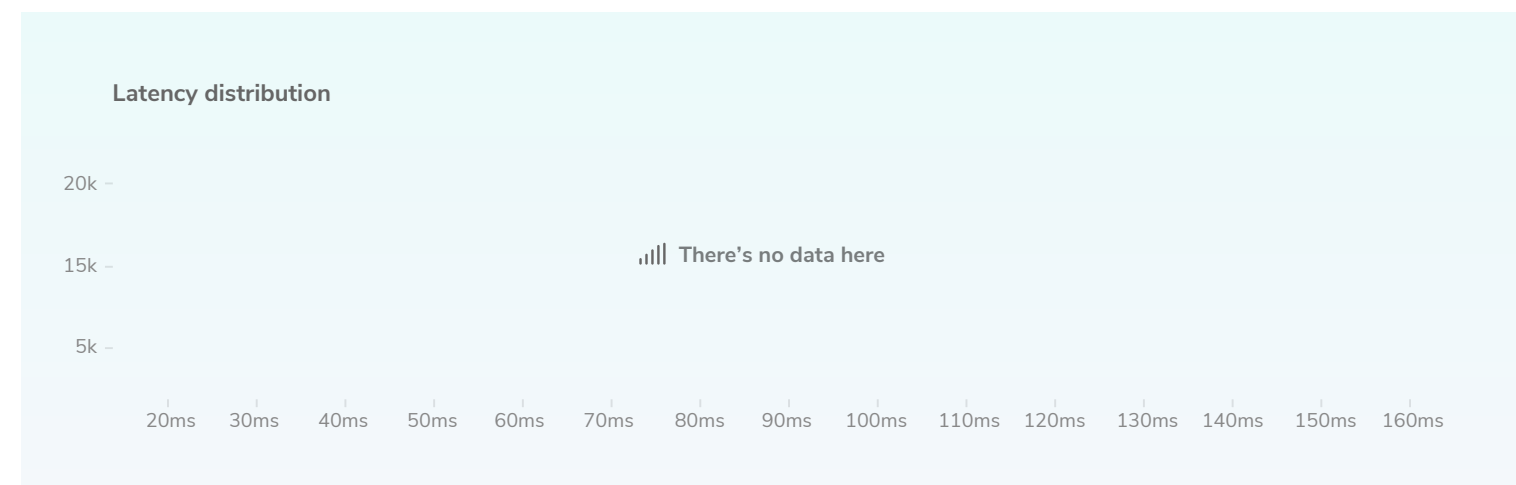 Latency distribution
20k
There’s no data here
15k
5k
20ms 30ms 40ms 50ms 60ms 70ms 80ms 90ms 100ms 110ms 120ms 130ms 140ms 150ms 160ms